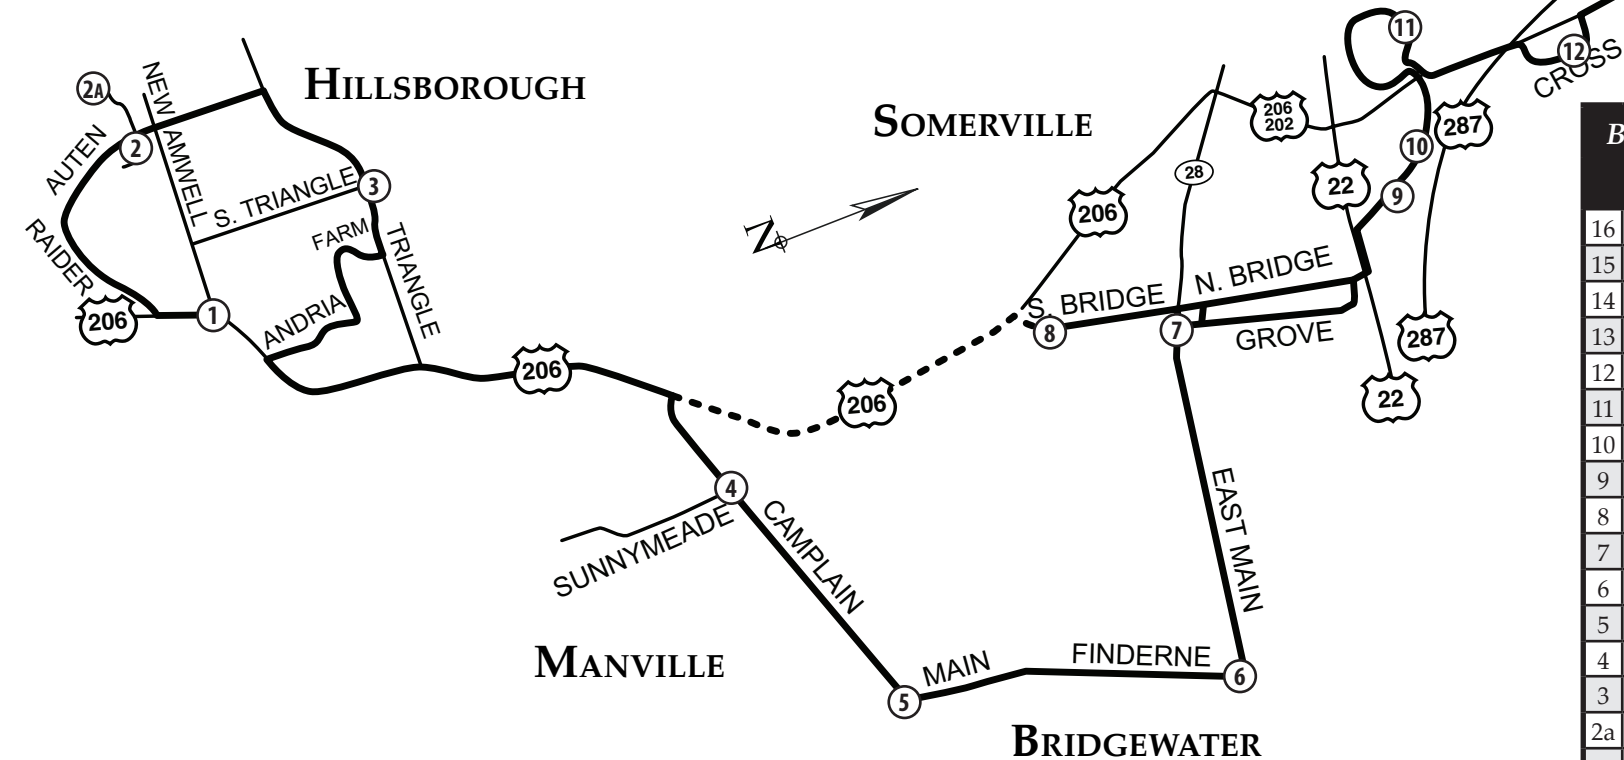 11
12
CROSS
2A
NEW AMWELL
HILLSBOROUGH
SOMERVILLE
206
202
287
B
AUTEN
2
10
28
22
9
S. TRIANGLE
3
206
16
RAIDER
FARM
TRIANGLE
N
15
N. BRIDGE
S. BRIDGE
14
206
1
ANDRIA
8
7
GROVE
287
13
206
12
206
22
11
10
4
EAST MAIN
9
SUNNYMEADE
CAMPLAIN
8
7
6
MANVILLE
MAIN
FINDERNE
6
5
5
4
3
BRIDGEWATER
2a